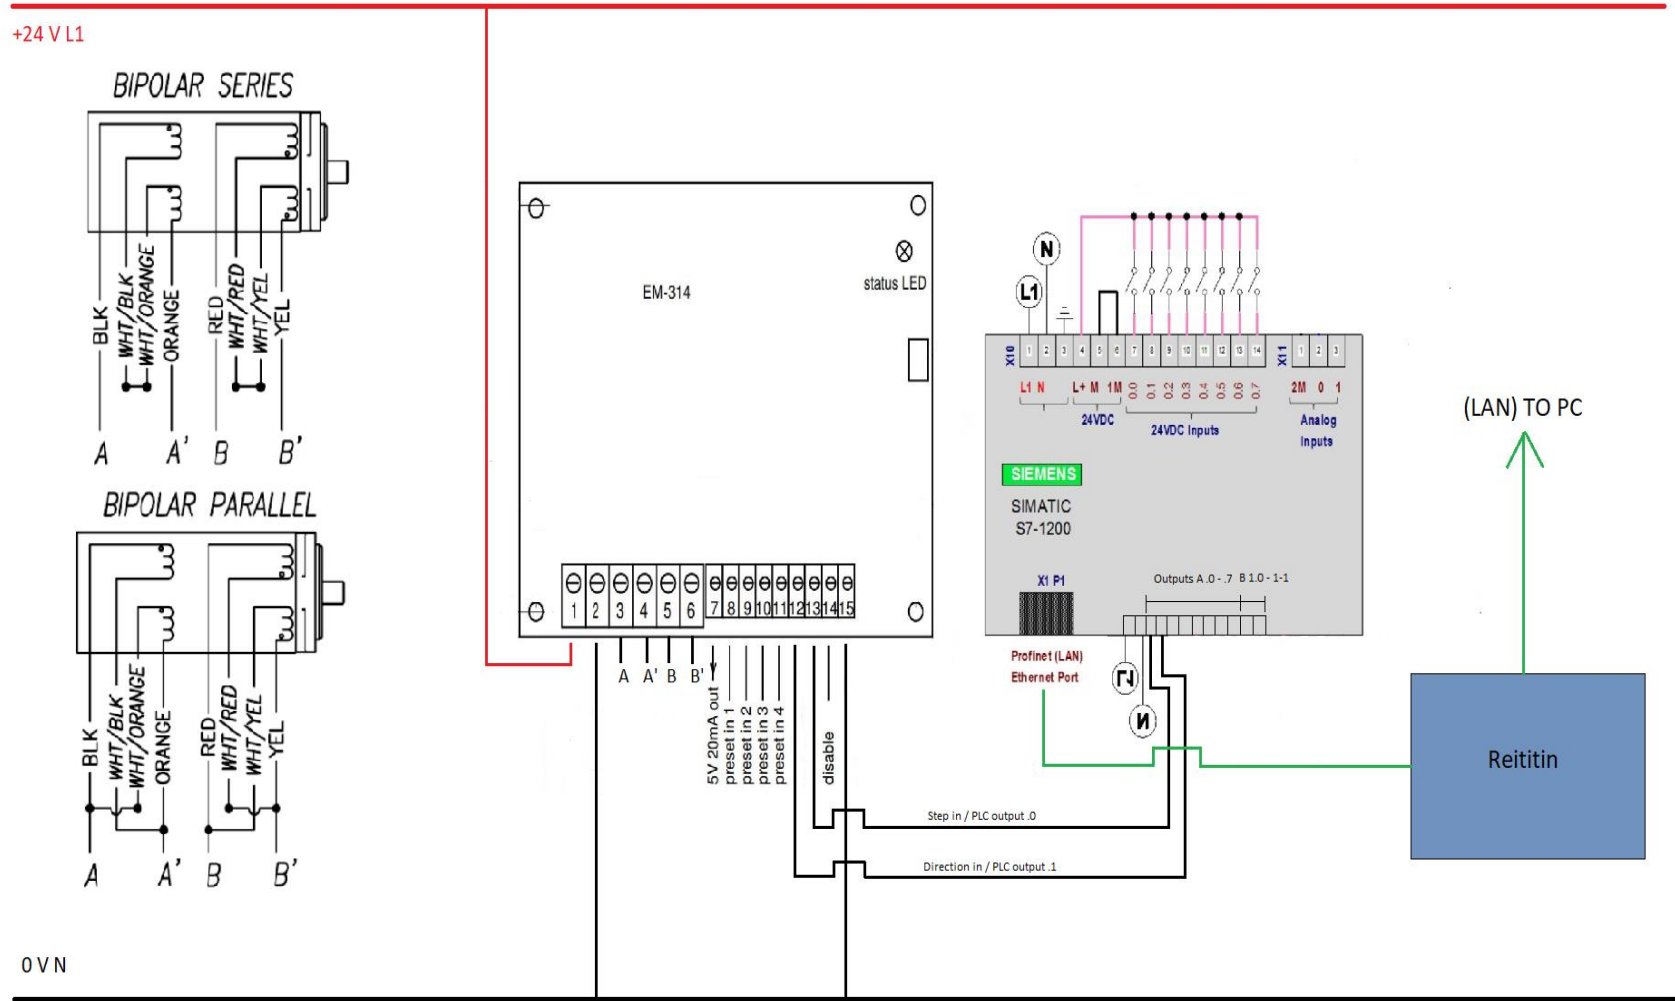 +24 V L1
BIPOLAR SERIES
BLK
WHT/BLK
WHT/ORANGE
ORANGE
RED
WHT/RED
WHT/YEL
YEL
A A' B B'
BIPOLAR PARALLEL
BLK
WHT/BLK
WHT/ORANGE
ORANGE
RED
WHT/RED
WHT/YEL
YEL
A A' B B'
0 V N
EM-314
status LED
1 2 3 4 5 6 7 8 9 10 11 12 13 14 15
A A' B B'
5V 20mA out
preset in 1
preset in 2
preset in 3
preset in 4
disable
Step in / PLC output .0
Direction in / PLC output .1
N
L1
X10 1 2 3 4 5 6 7 8 9 10 11 12 13 14 X11 1 2 3
L1 N L+ M 1M 0.0 0.1 0.2 0.3 0.4 0.5 0.6 0.7 2M 0 1
24VDC
24VDC Inputs
Analog
Inputs
SIEMENS
SIMATIC
S7-1200
X1 P1
Outputs A .0 - .7 B 1.0 - 1-1
Profinet (LAN)
Ethernet Port
L1
N
(LAN) TO PC
Reititin